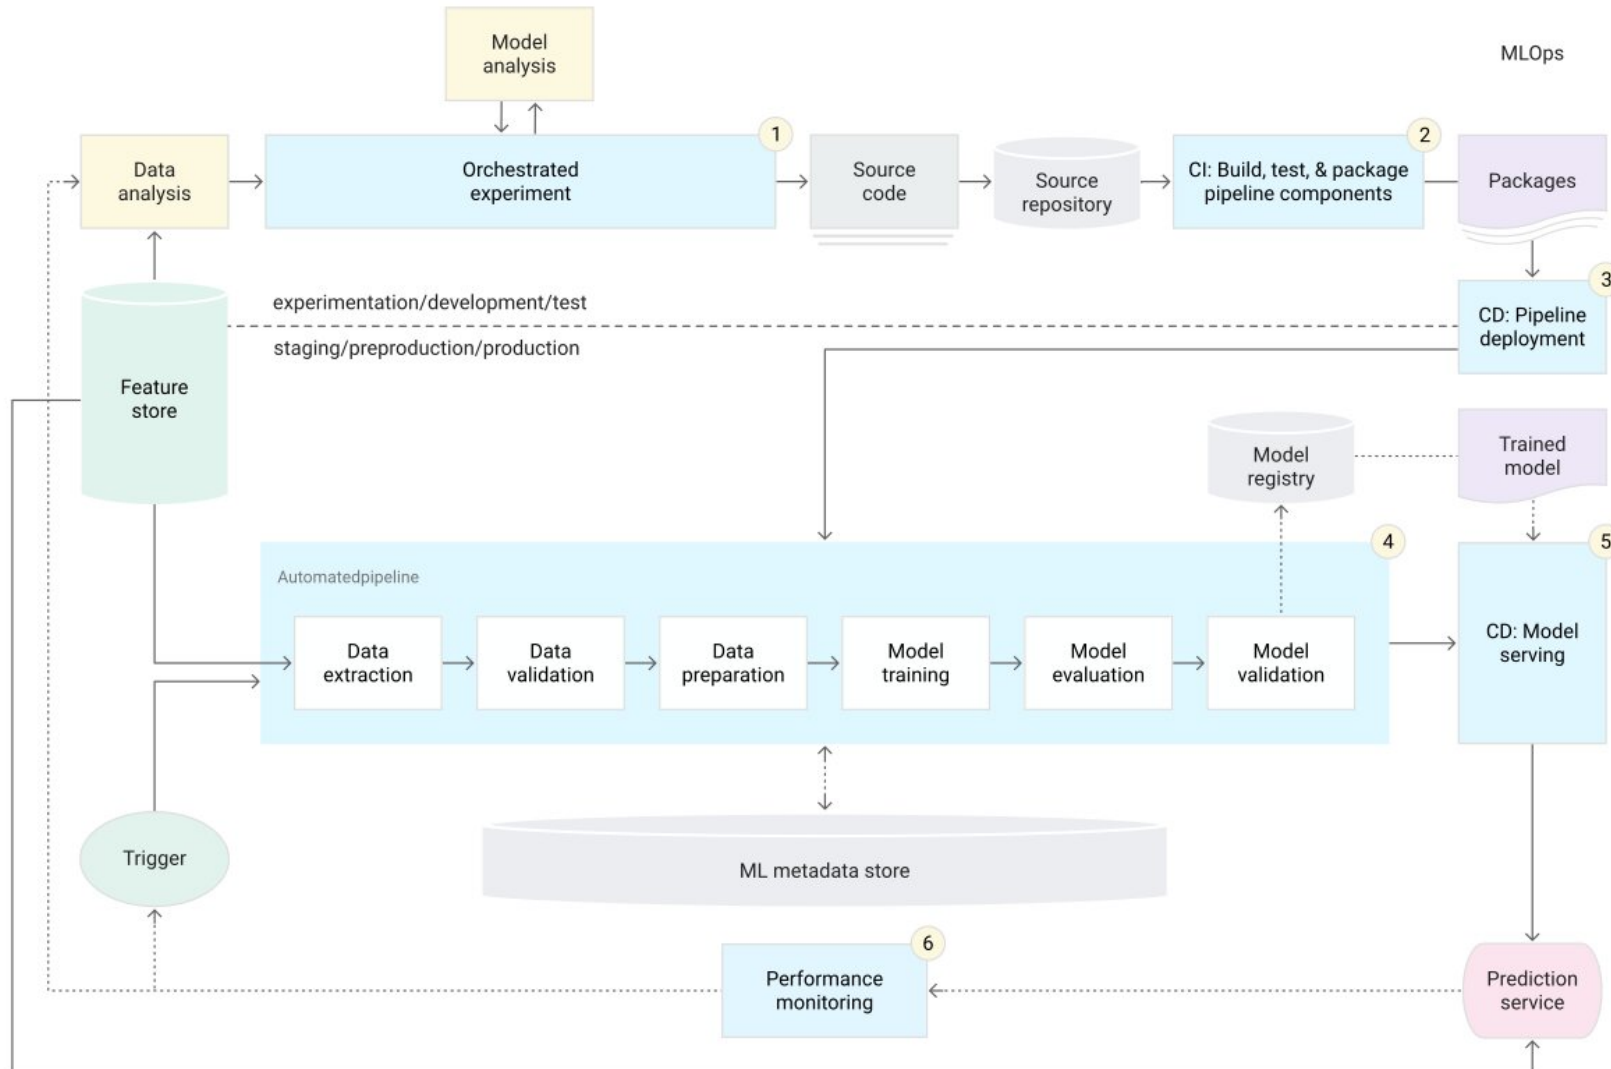 MLOps
Model
analysis
1
2
Data
analysis
Orchestrated
experiment
Source
code
Source
repository
CI: Build, test, & package
pipeline components
Packages
3
experimentation/development/test
staging/preproduction/production
CD: Pipeline
deployment
Feature
store
Model
registry
Trained
model
4
5
Automatedpipeline
Data
extraction
Data
validation
Data
preparation
Model
training
Model
evaluation
Model
validation
CD: Model
serving
Trigger
ML metadata store
6
Performance
monitoring
Prediction
service